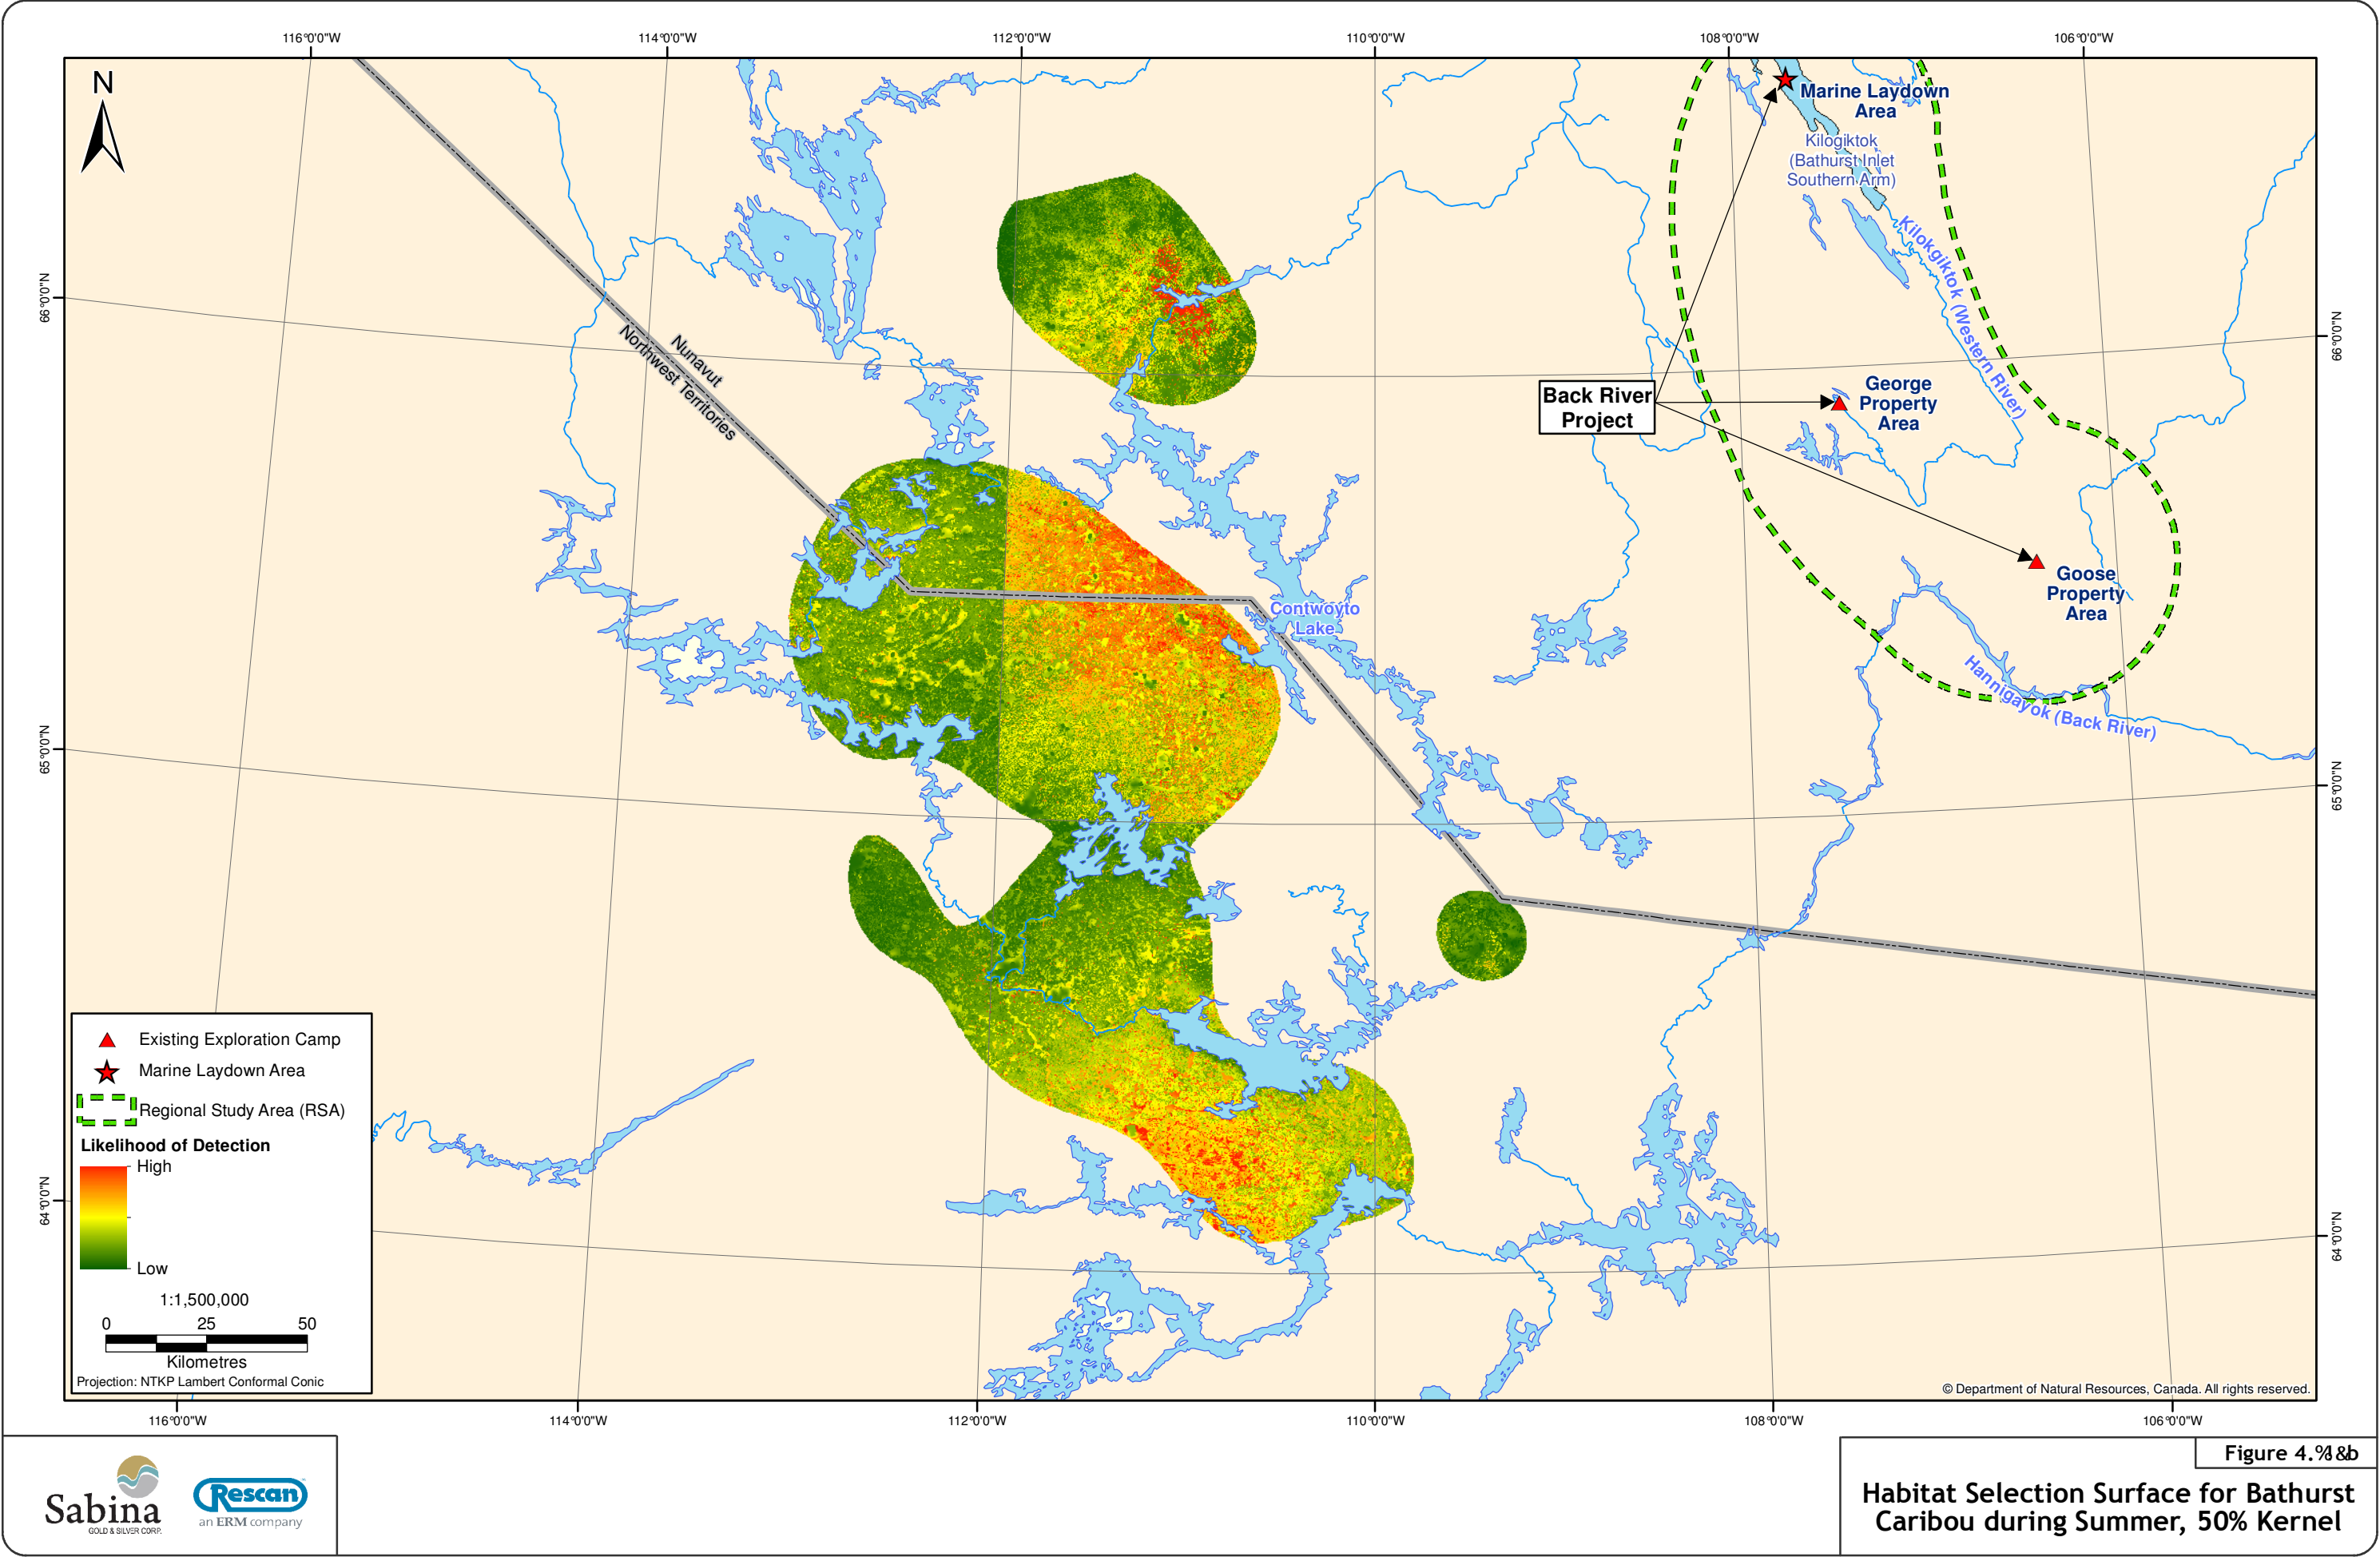 116°0'0"W
114°0'0"W
112°0'0"W
110°0'0"W
108°0'0"W
106°0'0"W
N
Marine Laydown
Area
Kilogiktok
(Bathurst Inlet
Southern Arm)
Kilokgiktok (Western River)
66°0'0"N
66°0'0"N
Nunavut
Northwest Territories
Back River
Project
George
Property
Area
Goose
Property
Area
Contwoyto
Lake
Hannigayok (Back River)
65°0'0"N
65°0'0"N
Existing Exploration Camp
Marine Laydown Area
Regional Study Area (RSA)
Likelihood of Detection
High
Low
64°0'0"N
64°0'0"N
1:1,500,000
0 25 50
Kilometres
Projection: NTKP Lambert Conformal Conic
© Department of Natural Resources, Canada. All rights reserved.
116°0'0"W
114°0'0"W
112°0'0"W
110°0'0"W
108°0'0"W
106°0'0"W
Sabina
GOLD & SILVER CORP.
Rescan
an ERM company
Figure
Habitat Selection Surface for Bathurst
Caribou during Summer, 50% Kernel